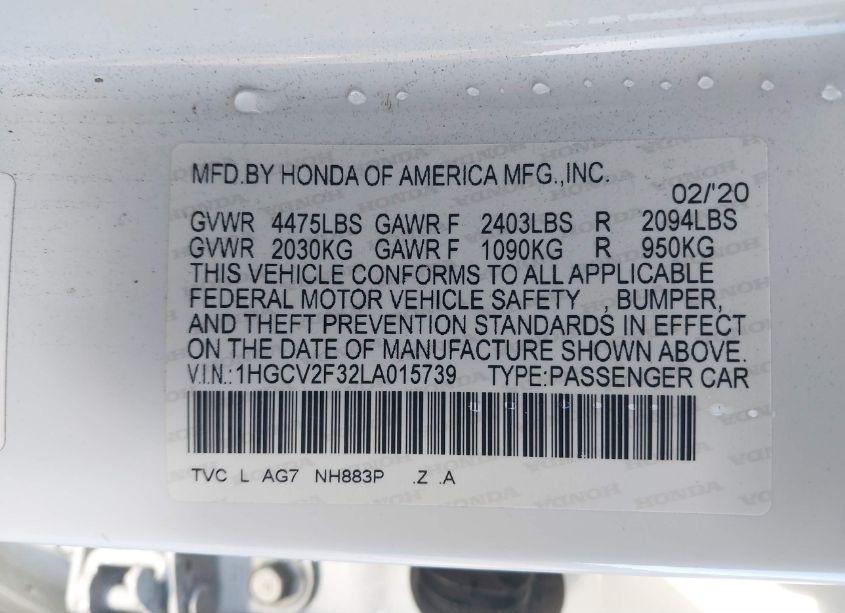 MFD.BY HONDA OF AMERICA MFG.,INC.
02/'20
GVWR 4475LBS GAWR F 2403LBS R 2094LBS
GVWR 2030KG GAWR F 1090KG R 950KG
THIS VEHICLE CONFORMS TO ALL APPLICABLE
FEDERAL MOTOR VEHICLE SAFETY , BUMPER,
AND THEFT PREVENTION STANDARDS IN EFFECT
ON THE DATE OF MANUFACTURE SHOWN ABOVE.
V.I.N.:1HGCV2F32LA015739 TYPE:PASSENGER CAR
TVC L AG7 NH883P .Z .A